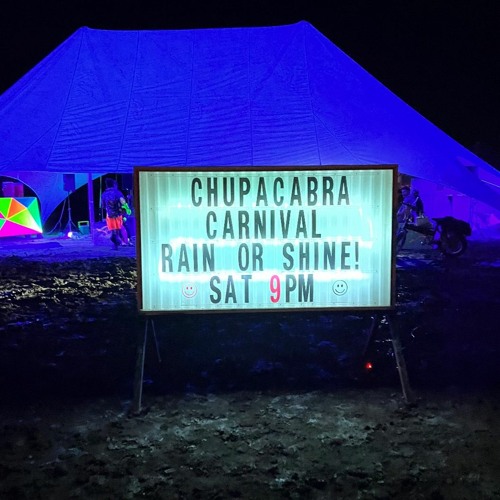 CHUPACABRA
CARNIVAL
RAIN OR SHINE!
SAT 9PM